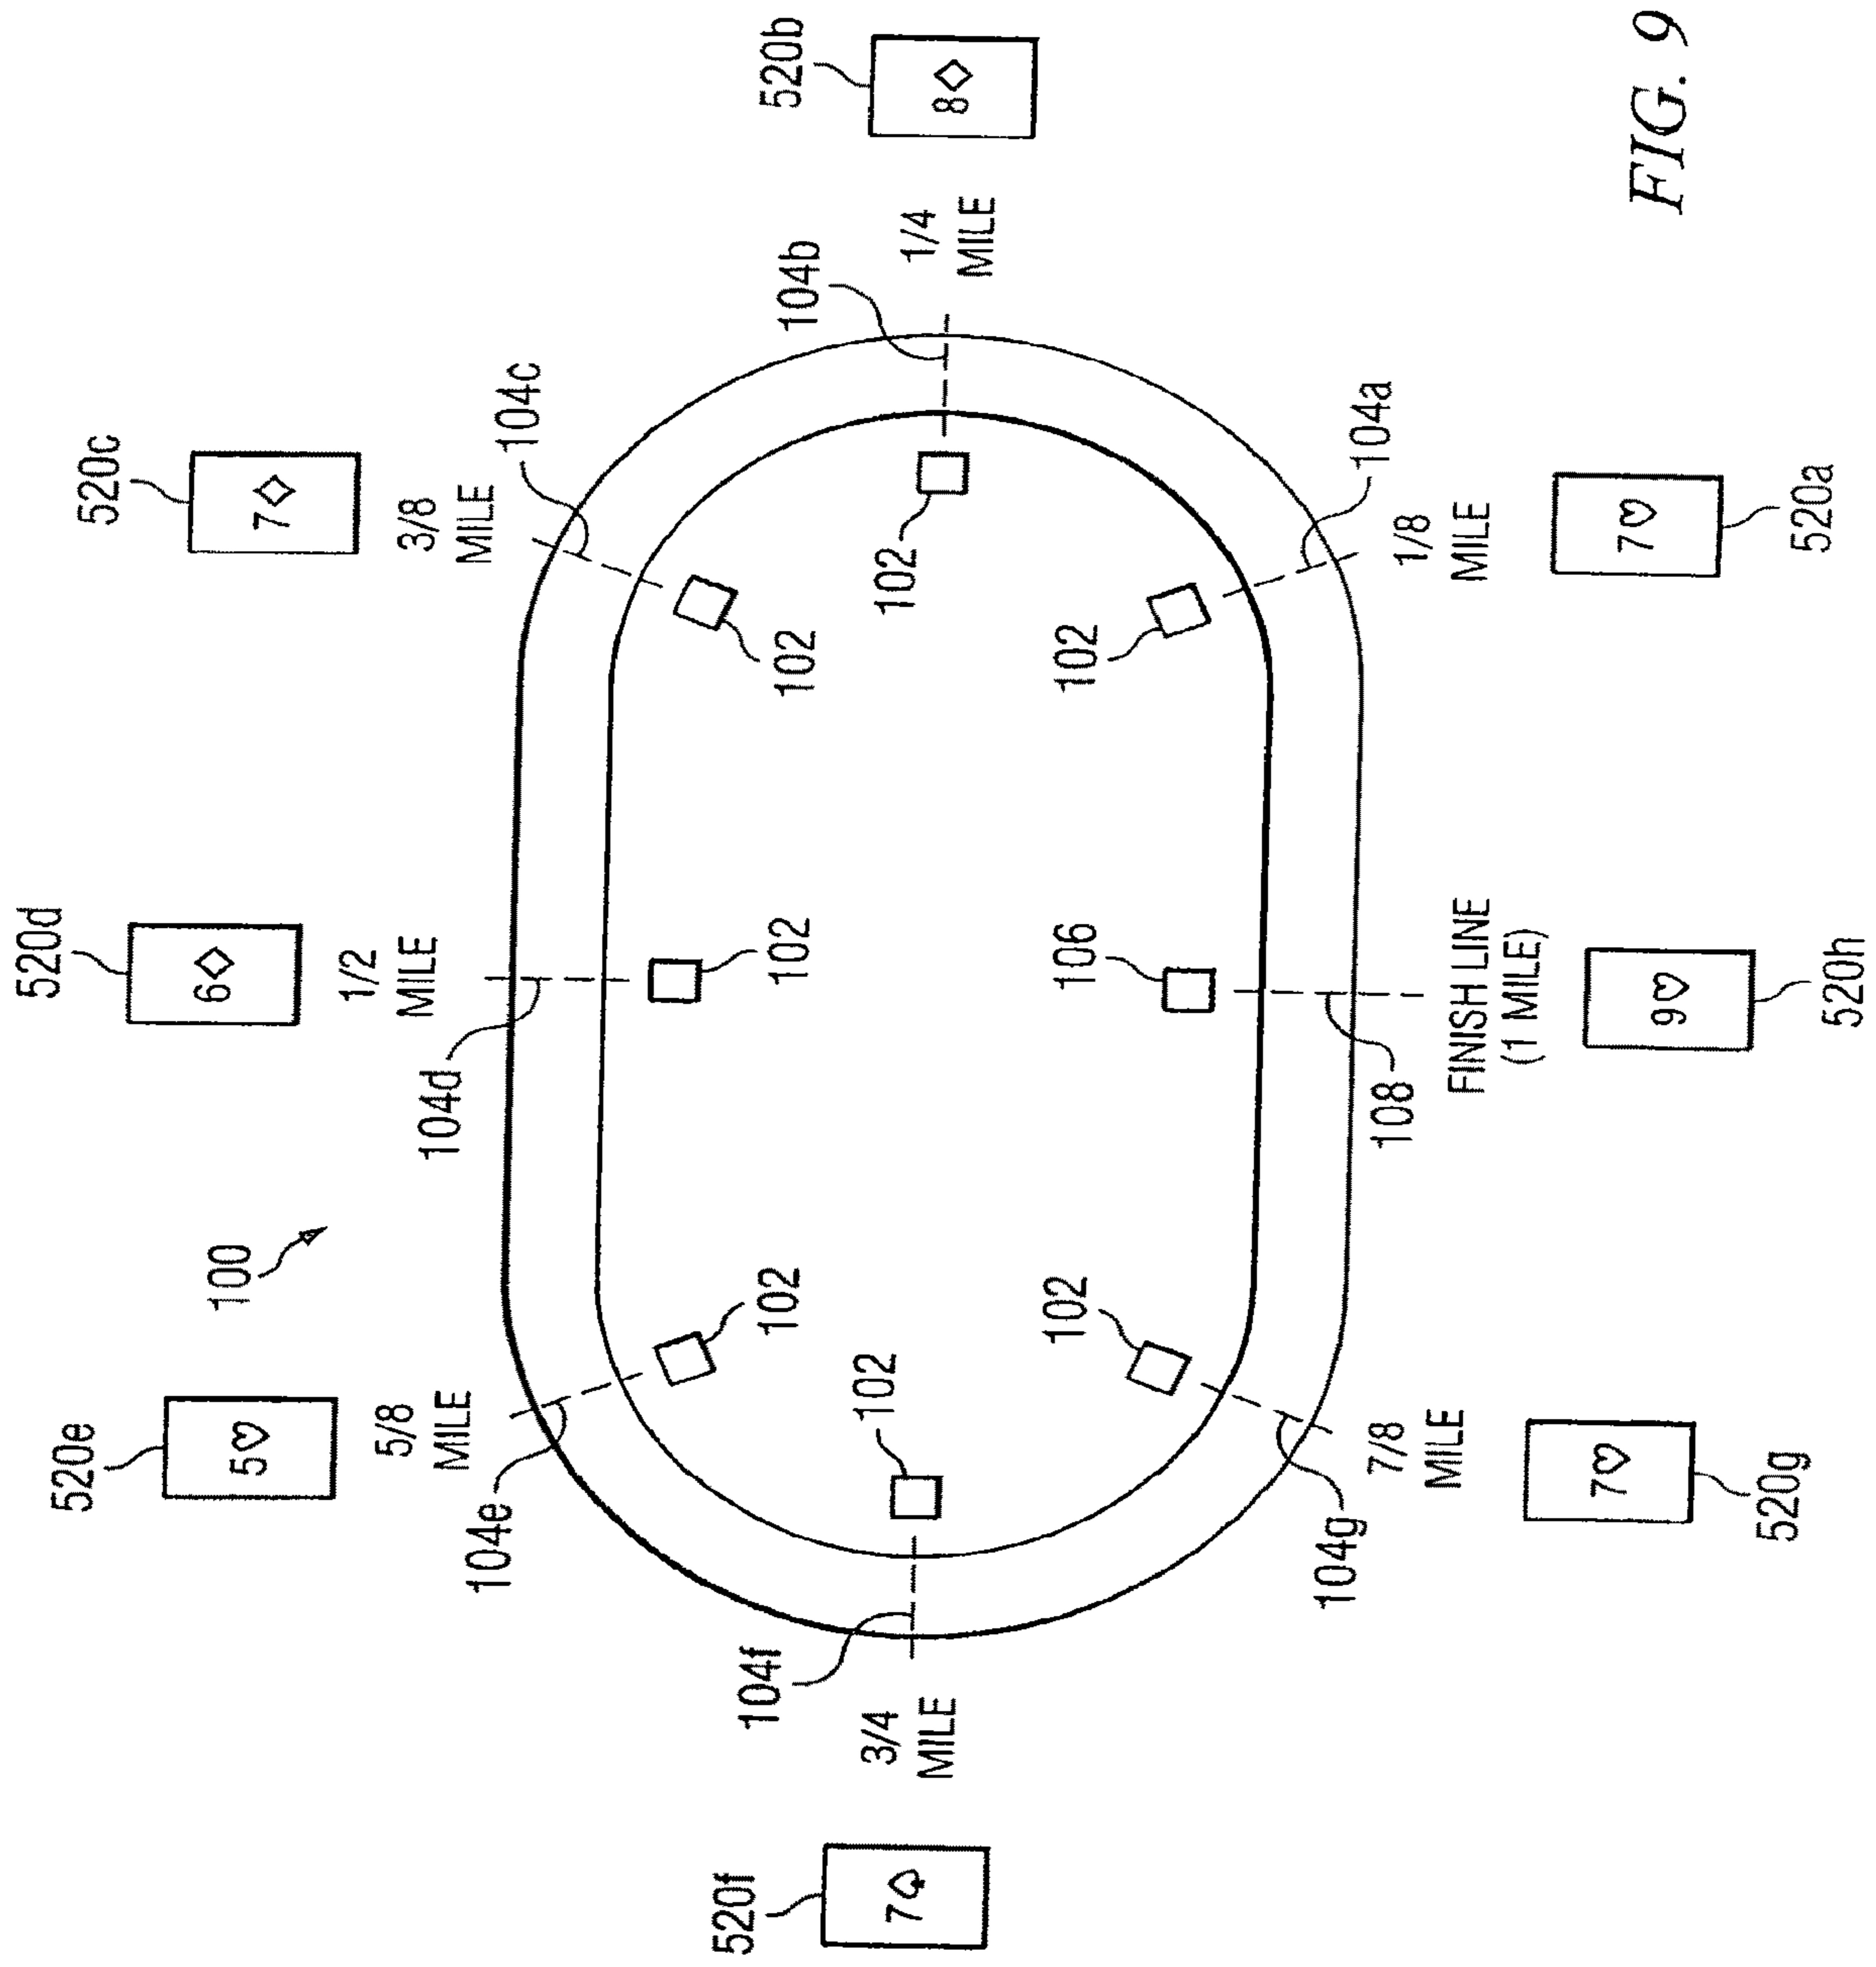 520d
520e
520c
5♡
6♢
7♢
100
1/2
MILE
5/8
MILE
3/8
MILE
104d
104e
104c
520f
104f
102
102
102
520b
104b
7♤
3/4
MILE
102
102
1/4
MILE
8♢
102
106
102
104g
108
104a
7/8
MILE
FINISH LINE
(1 MILE)
1/8
MILE
7♡
9♡
7♡
520g
520h
520a
FIG. 9